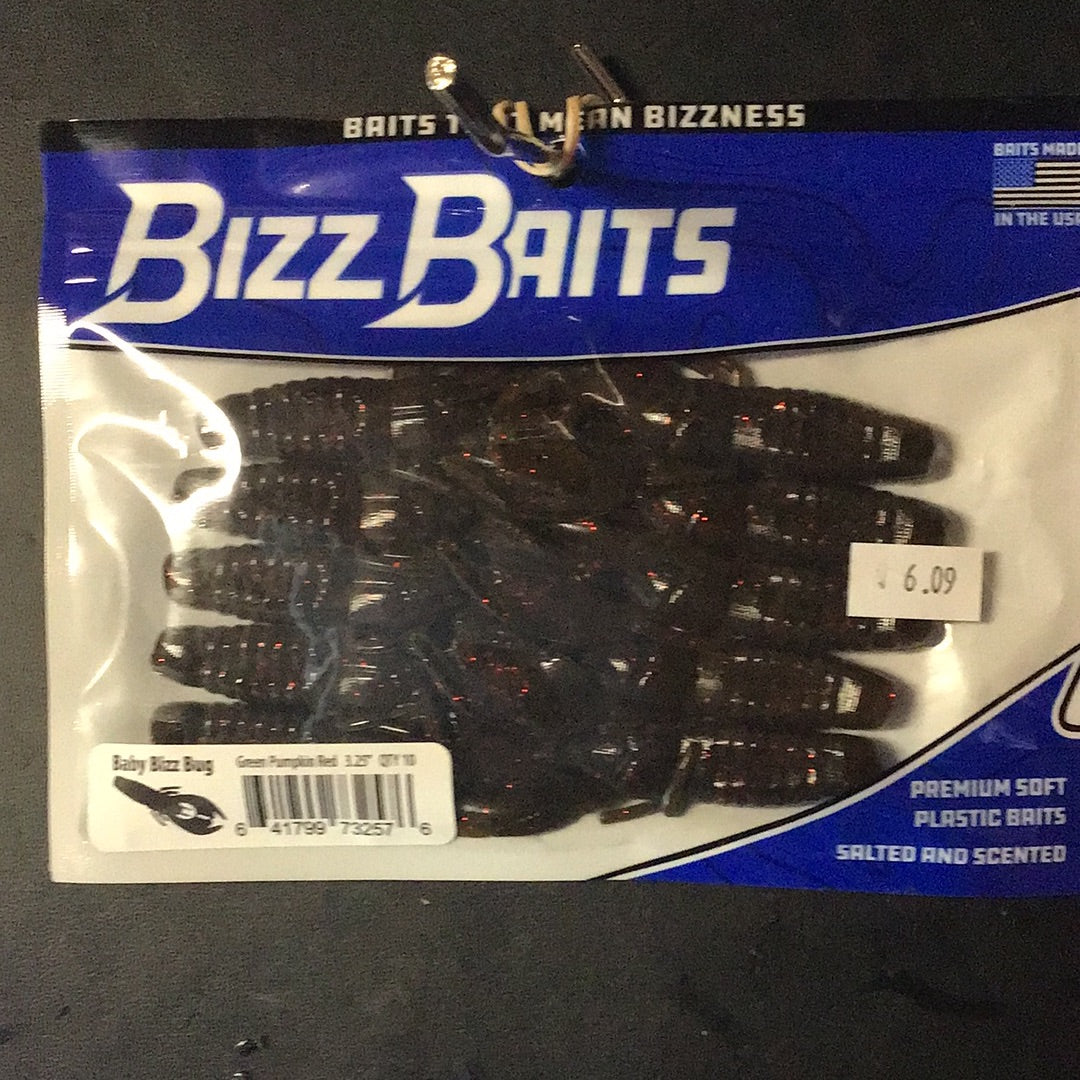 BAITS MEAN BIZZNESS
BIZZ BAITS
BAITS MADE
IN THE USA
6.09
Baby Bizz Bug
Green Pumpkin Red 3.25" QTY 10
6 41799 73257 6
PREMIUM SOFT
PLASTIC BAITS
SALTED AND SCENTED